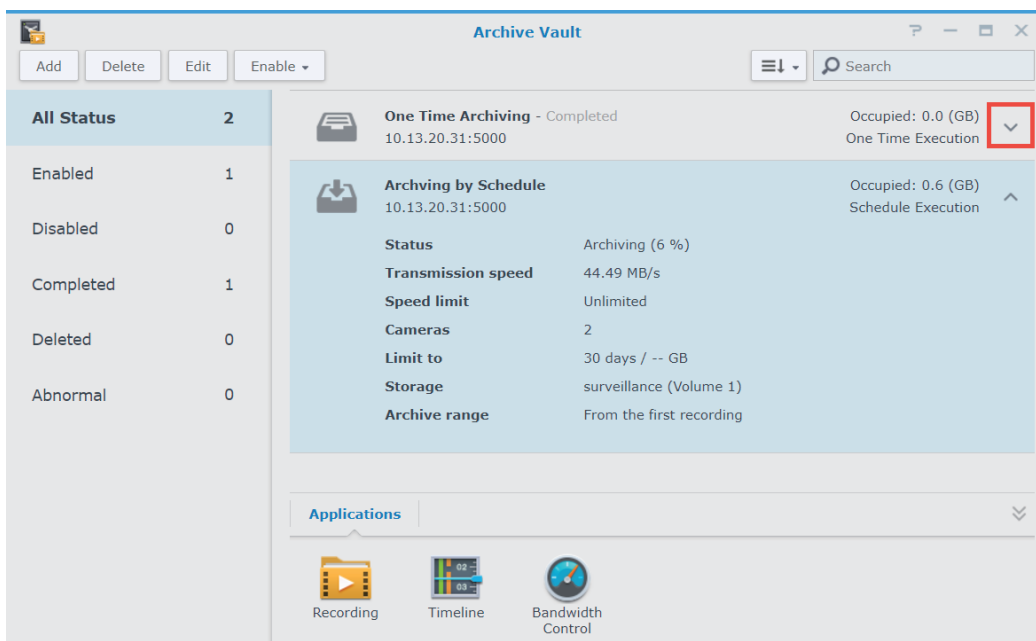 Archive Vault
Add Delete Edit Enable Search
All Status 2
Enabled 1
Disabled 0
Completed 1
Deleted 0
Abnormal 0
One Time Archiving - Completed Occupied: 0.0 (GB)
10.13.20.31:5000 One Time Execution
Archving by Schedule Occupied: 0.6 (GB)
10.13.20.31:5000 Schedule Execution
Status Archiving (6 %)
Transmission speed 44.49 MB/s
Speed limit Unlimited
Cameras 2
Limit to 30 days / -- GB
Storage surveillance (Volume 1)
Archive range From the first recording
Applications
02
03
Recording Timeline Bandwidth
Control